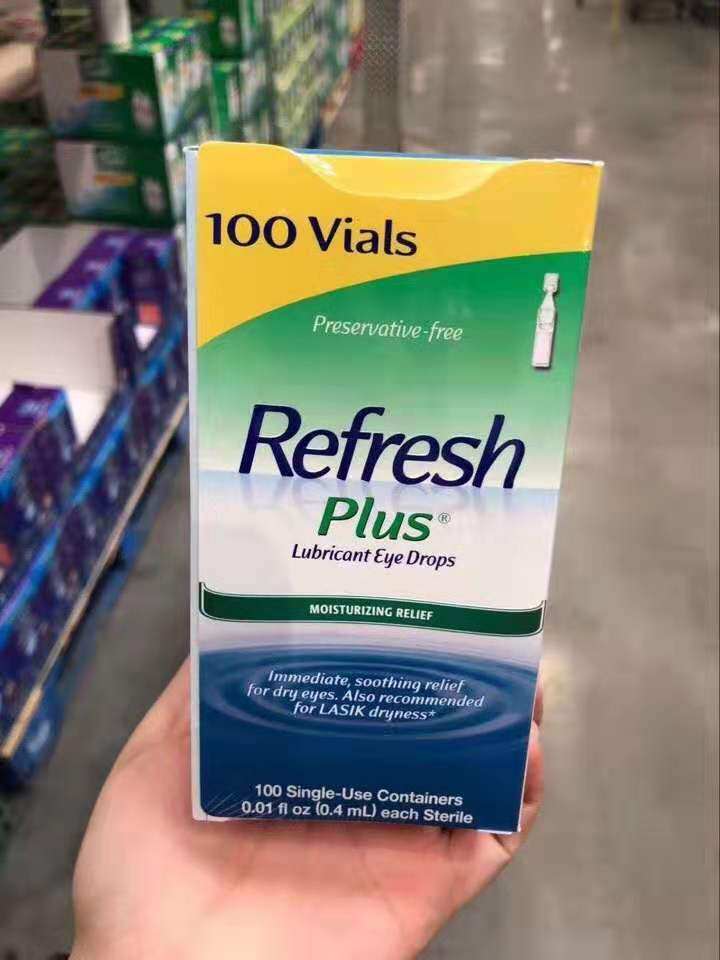 100 Vials
Preservative-free
Refresh
Plus®
Lubricant Eye Drops
MOISTURIZING RELIEF
Immediate, soothing relief
for dry eyes. Also recommended
for LASIK dryness*
100 Single-Use Containers
0.01 fl oz (0.4 mL) each Sterile